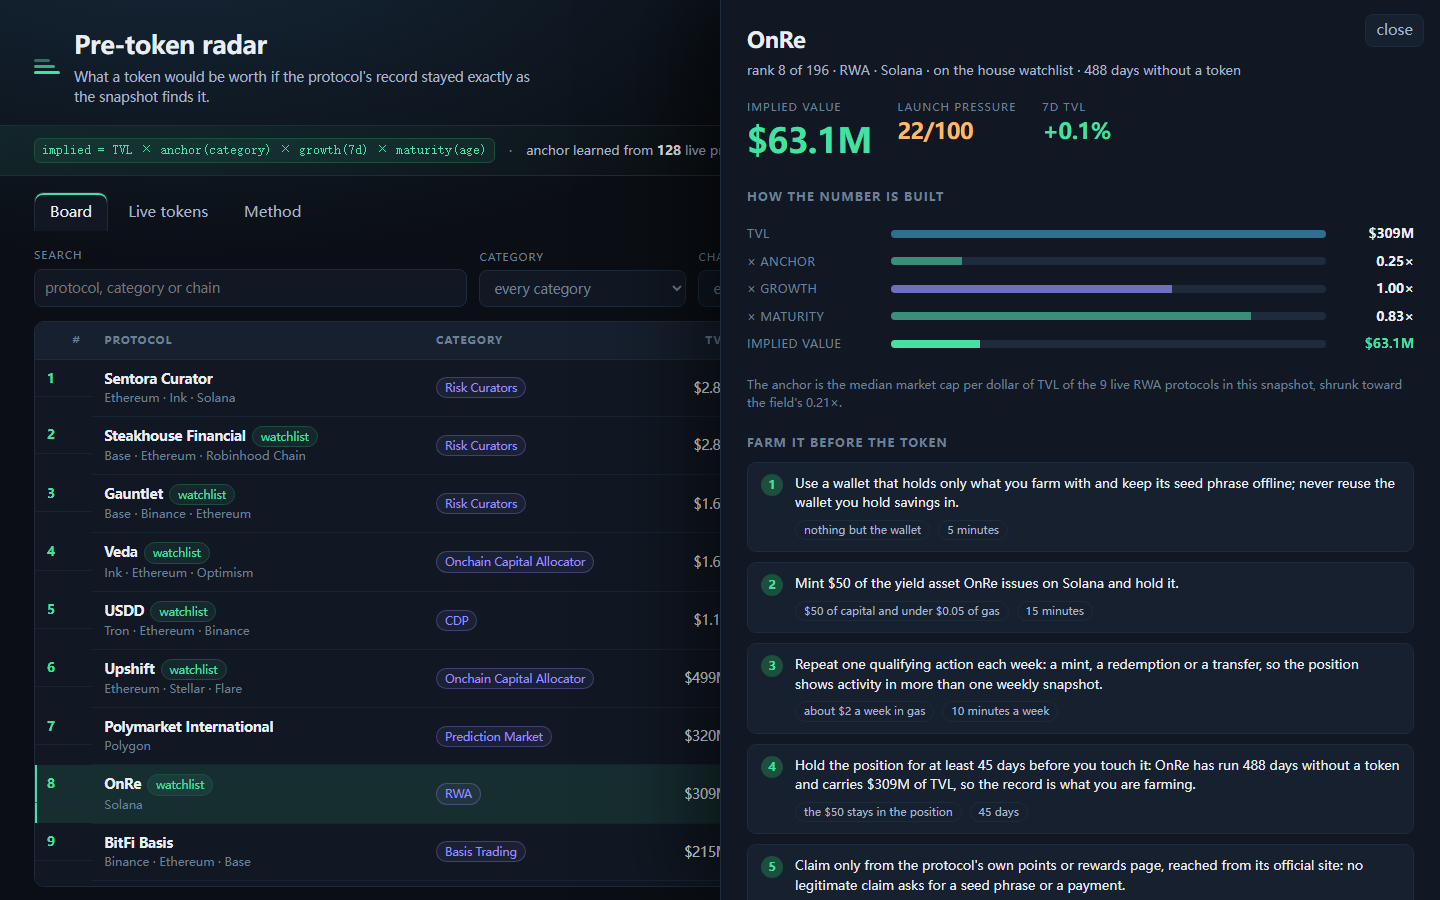 Pre-token radar
What a token would be worth if the protocol's record stayed exactly as
the snapshot finds it.
implied = TVL × anchor(category) × growth(7d) × maturity(age) · anchor learned from 128 live
Board
Live tokens
Method
SEARCH
CATEGORY
protocol, category or chain
every category
# PROTOCOL CATEGORY
1 Sentora Curator Risk Curators $2.8
Ethereum · Ink · Solana
2 Steakhouse Financial watchlist Risk Curators $2.8
Base · Ethereum · Robinhood Chain
3 Gauntlet watchlist Risk Curators $1.6
Base · Binance · Ethereum
4 Veda watchlist Onchain Capital Allocator $1.6
Ink · Ethereum · Optimism
5 USDD watchlist CDP $1.1
Tron · Ethereum · Binance
6 Upshift watchlist Onchain Capital Allocator $499
Ethereum · Stellar · Flare
7 Polymarket International Prediction Market $320
Polygon
8 OnRe watchlist RWA $309
Solana
9 BitFi Basis Basis Trading $215
Binance · Ethereum · Base
close
OnRe
rank 8 of 196 · RWA · Solana · on the house watchlist · 488 days without a token
IMPLIED VALUE
$63.1M
LAUNCH PRESSURE
22/100
7D TVL
+0.1%
HOW THE NUMBER IS BUILT
TVL $309M
× ANCHOR 0.25×
× GROWTH 1.00×
× MATURITY 0.83×
IMPLIED VALUE $63.1M
The anchor is the median market cap per dollar of TVL of the 9 live RWA protocols in this snapshot, shrunk toward
the field's 0.21×.
FARM IT BEFORE THE TOKEN
1 Use a wallet that holds only what you farm with and keep its seed phrase offline; never reuse the
wallet you hold savings in.
nothing but the wallet 5 minutes
2 Mint $50 of the yield asset OnRe issues on Solana and hold it.
$50 of capital and under $0.05 of gas 15 minutes
3 Repeat one qualifying action each week: a mint, a redemption or a transfer, so the position
shows activity in more than one weekly snapshot.
about $2 a week in gas 10 minutes a week
4 Hold the position for at least 45 days before you touch it: OnRe has run 488 days without a token
and carries $309M of TVL, so the record is what you are farming.
the $50 stays in the position 45 days
5 Claim only from the protocol's own points or rewards page, reached from its official site: no
legitimate claim asks for a seed phrase or a payment.